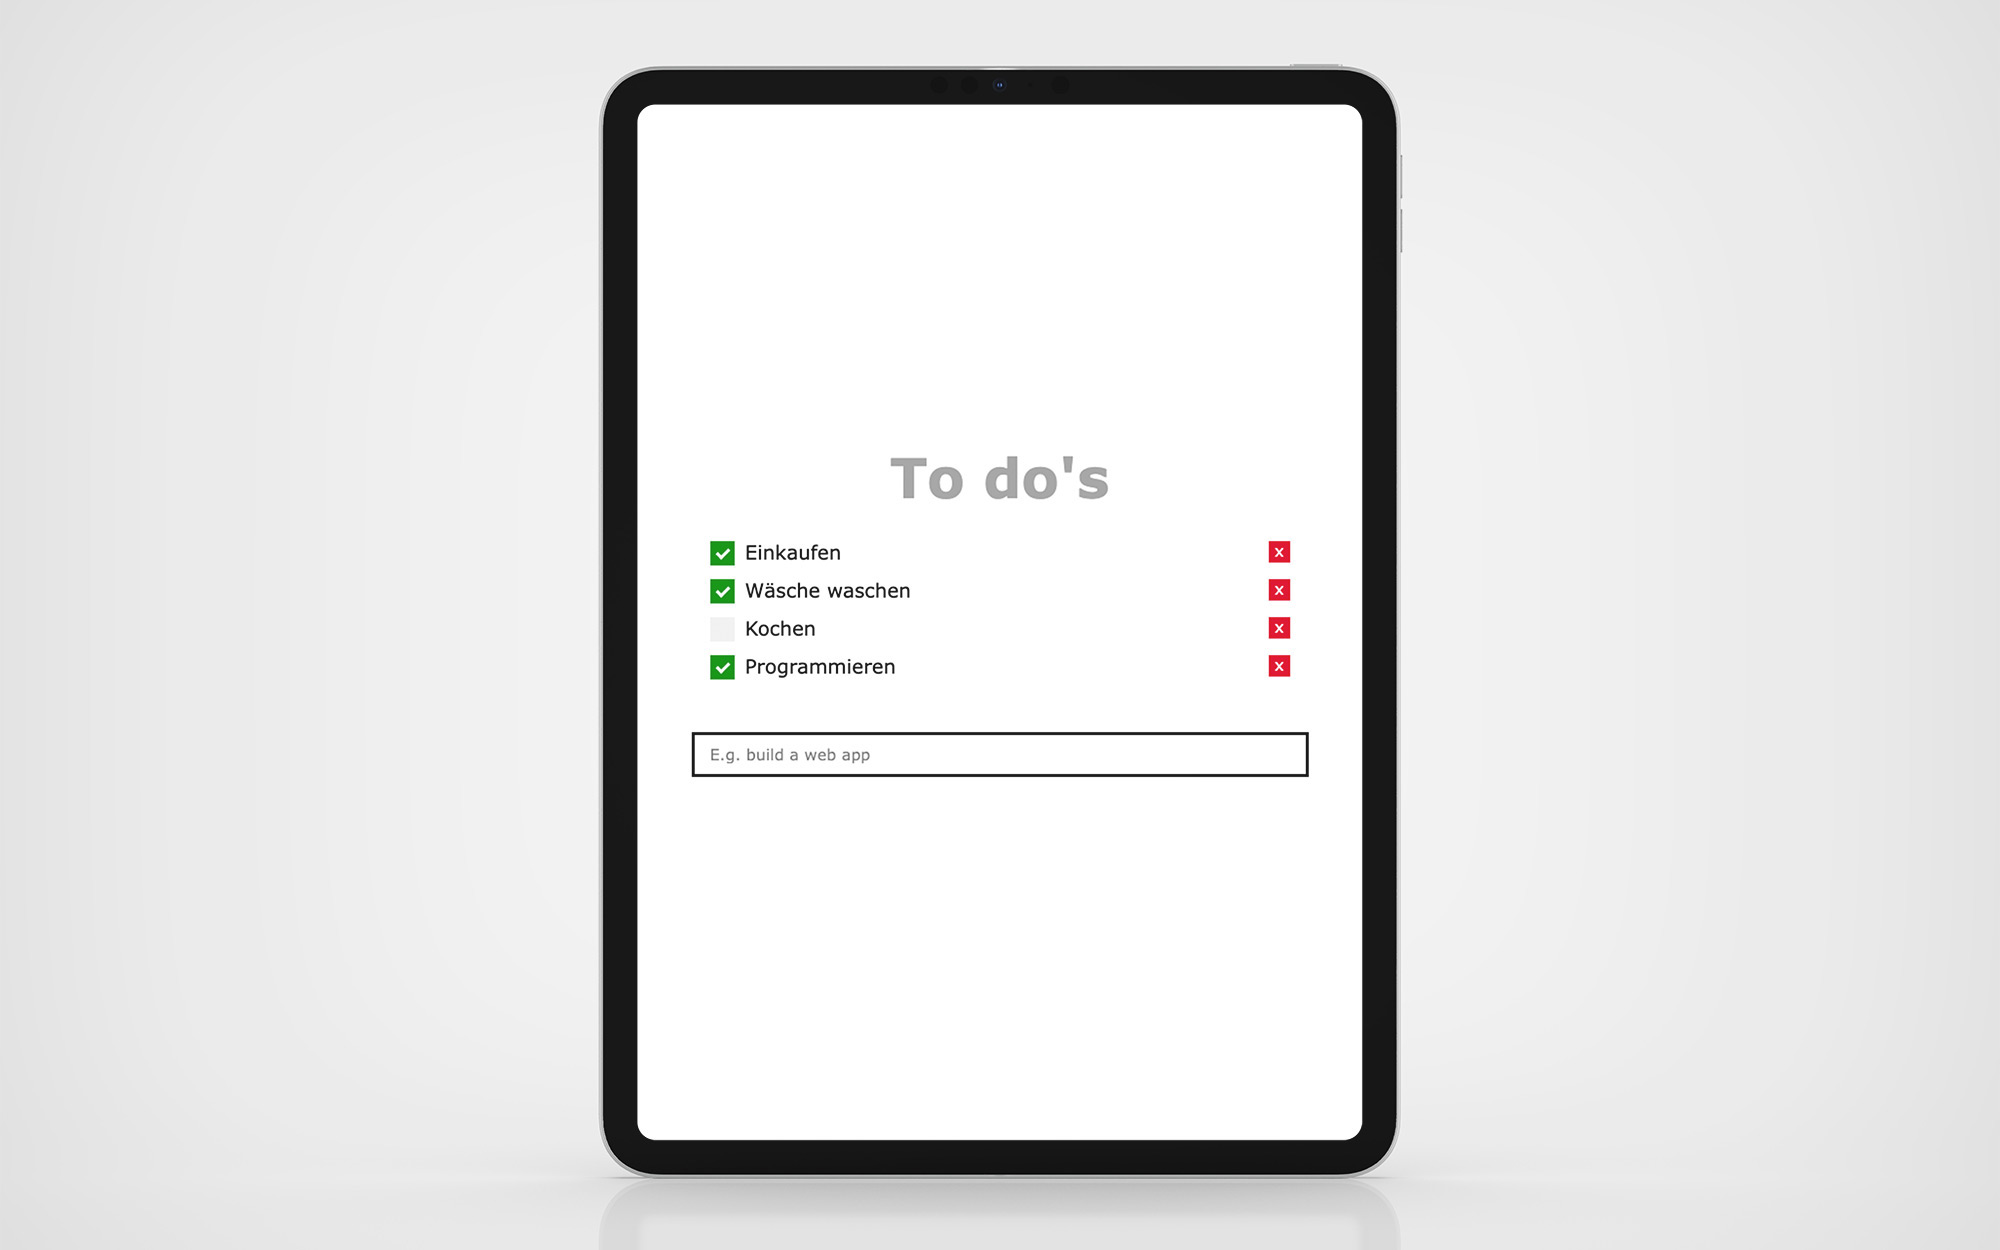 To do's
Einkaufen x
Wäsche waschen x
Kochen x
Programmieren x
E.g. build a web app